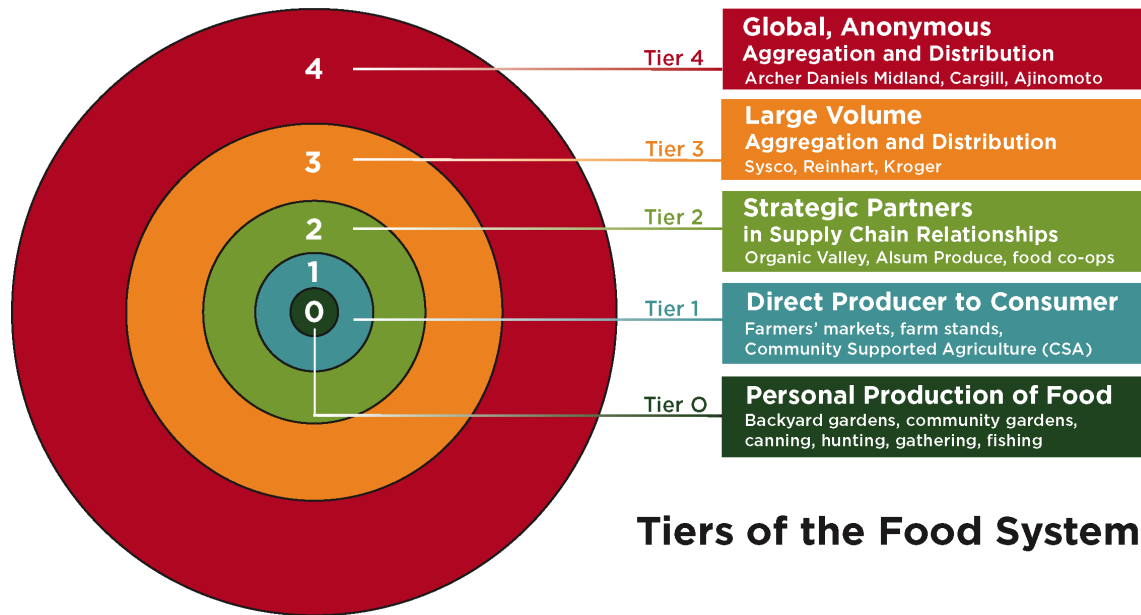 4
3
2
1
0
Tier 4
Global, Anonymous
Aggregation and Distribution
Archer Daniels Midland, Cargill, Ajinomoto
Tier 3
Large Volume
Aggregation and Distribution
Sysco, Reinhart, Kroger
Tier 2
Strategic Partners
in Supply Chain Relationships
Organic Valley, Alsum Produce, food co-ops
Tier 1
Direct Producer to Consumer
Farmers’ markets, farm stands,
Community Supported Agriculture (CSA)
Tier 0
Personal Production of Food
Backyard gardens, community gardens,
canning, hunting, gathering, fishing
Tiers of the Food System